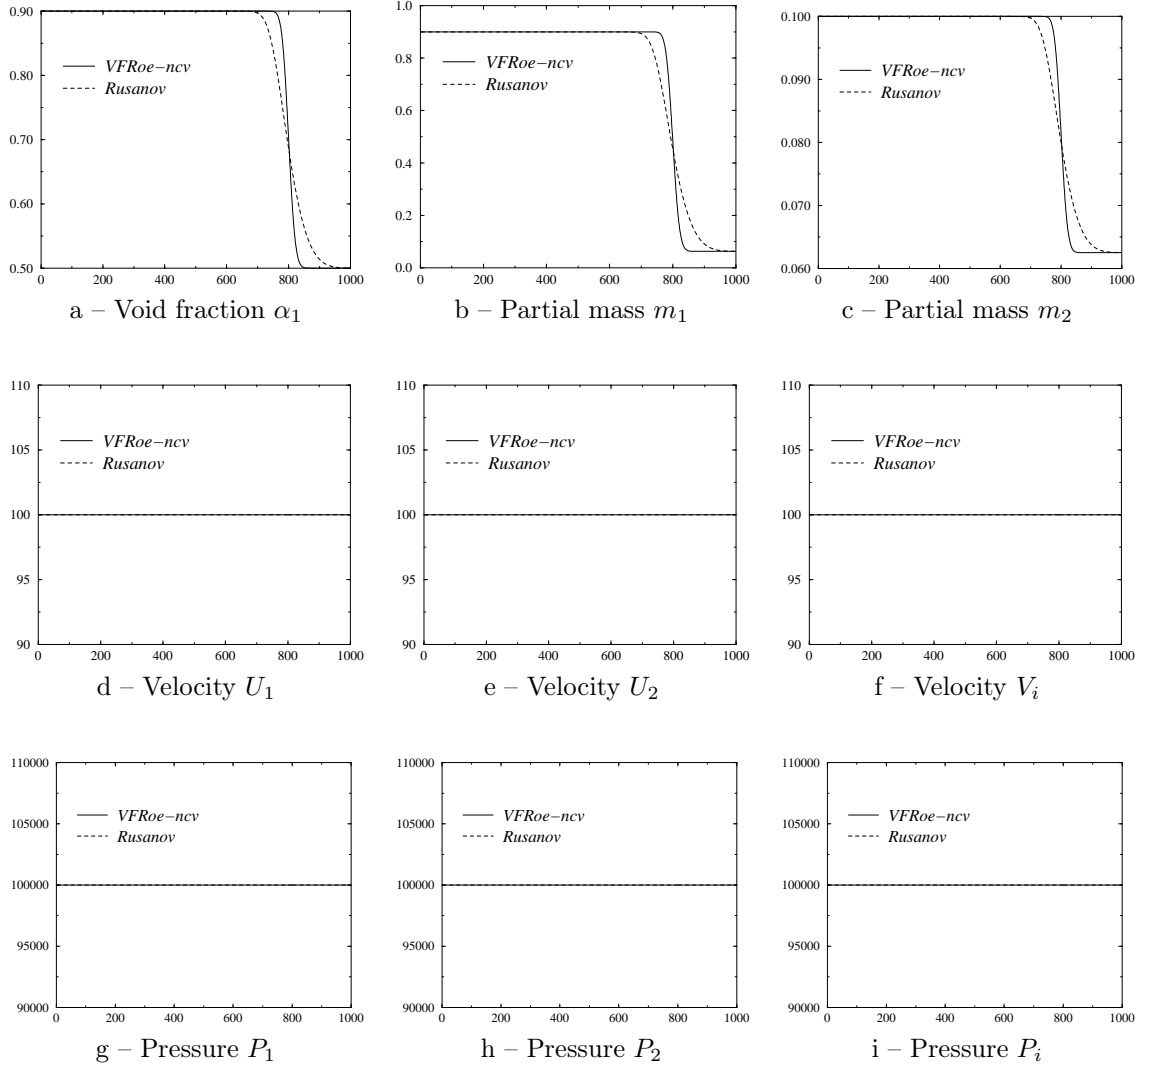 0.90
0.80
0.70
0.60
0.50
0 200 400 600 800 1000
VFRoe−ncv
Rusanov
a – Void fraction α₁
1.0
0.8
0.6
0.4
0.2
0.0
0 200 400 600 800 1000
VFRoe−ncv
Rusanov
b – Partial mass m₁
0.100
0.090
0.080
0.070
0.060
0 200 400 600 800 1000
VFRoe−ncv
Rusanov
c – Partial mass m₂
110
105
100
95
90
0 200 400 600 800 1000
VFRoe−ncv
Rusanov
d – Velocity U₁
110
105
100
95
90
0 200 400 600 800 1000
VFRoe−ncv
Rusanov
e – Velocity U₂
110
105
100
95
90
0 200 400 600 800 1000
VFRoe−ncv
Rusanov
f – Velocity Vᵢ
110000
105000
100000
95000
90000
0 200 400 600 800 1000
VFRoe−ncv
Rusanov
g – Pressure P₁
110000
105000
100000
95000
90000
0 200 400 600 800 1000
VFRoe−ncv
Rusanov
h – Pressure P₂
110000
105000
100000
95000
90000
0 200 400 600 800 1000
VFRoe−ncv
Rusanov
i – Pressure Pᵢ